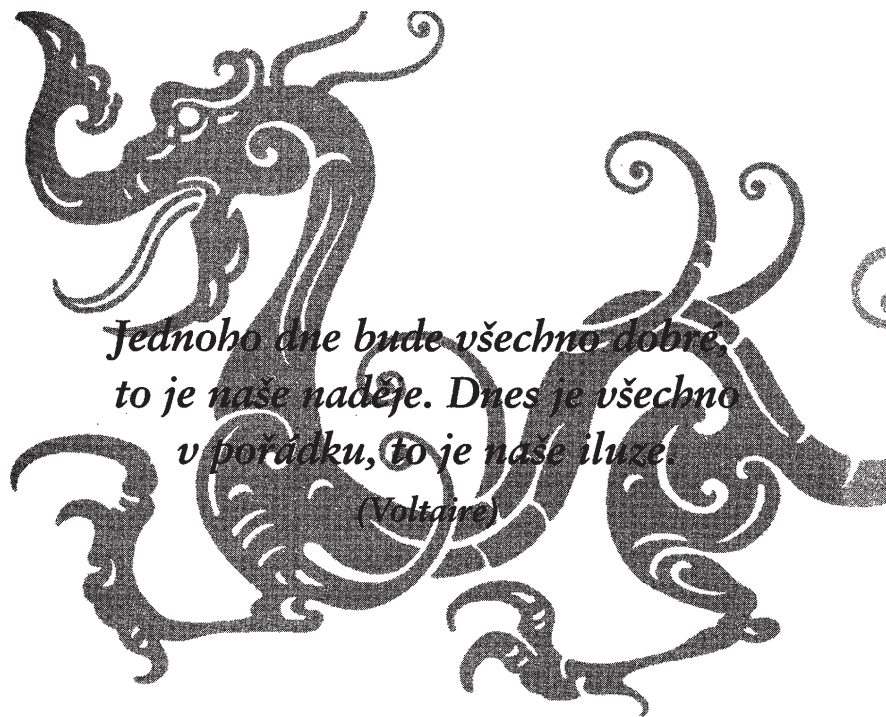 Jednoho dne bude všechno dobré,
to je naše naděje. Dnes je všechno
v pořádku, to je naše iluze.
(Voltaire)